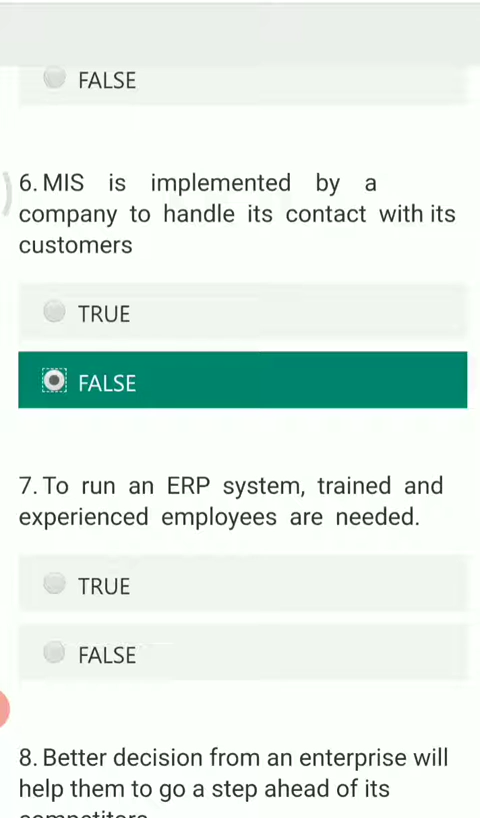 FALSE
6. MIS is implemented by a
company to handle its contact with its
customers
TRUE
FALSE
7. To run an ERP system, trained and
experienced employees are needed.
TRUE
FALSE
8. Better decision from an enterprise will
help them to go a step ahead of its
competitors